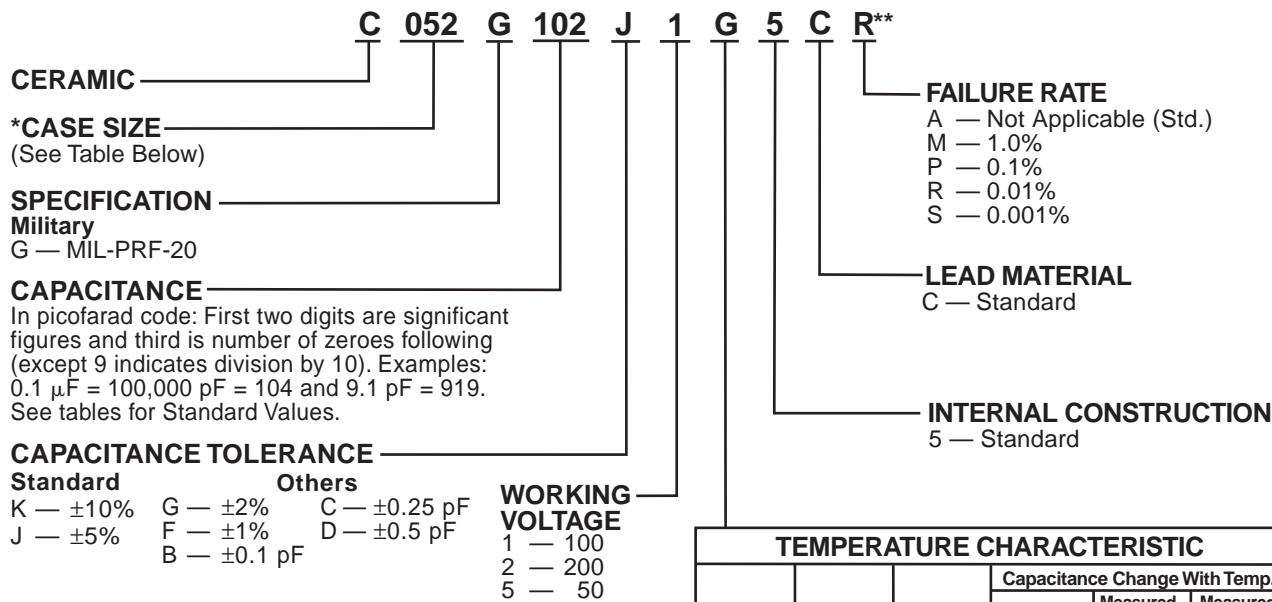 C 052 G 102 J 1 G 5 C R**
CERAMIC
*CASE SIZE
(See Table Below)
SPECIFICATION
Military
G — MIL-PRF-20
CAPACITANCE
In picofarad code: First two digits are significant
figures and third is number of zeroes following
(except 9 indicates division by 10). Examples:
0.1 μF = 100,000 pF = 104 and 9.1 pF = 919.
See tables for Standard Values.
CAPACITANCE TOLERANCE
Standard
K — ±10%
J — ±5%
Others
G — ±2%
F — ±1%
B — ±0.1 pF
C — ±0.25 pF
D — ±0.5 pF
WORKING
VOLTAGE
1 — 100
2 — 200
5 — 50
FAILURE RATE
A — Not Applicable (Std.)
M — 1.0%
P — 0.1%
R — 0.01%
S — 0.001%
LEAD MATERIAL
C — Standard
INTERNAL CONSTRUCTION
5 — Standard
TEMPERATURE CHARACTERISTIC
Capacitance Change With Temp.
Measured Measured